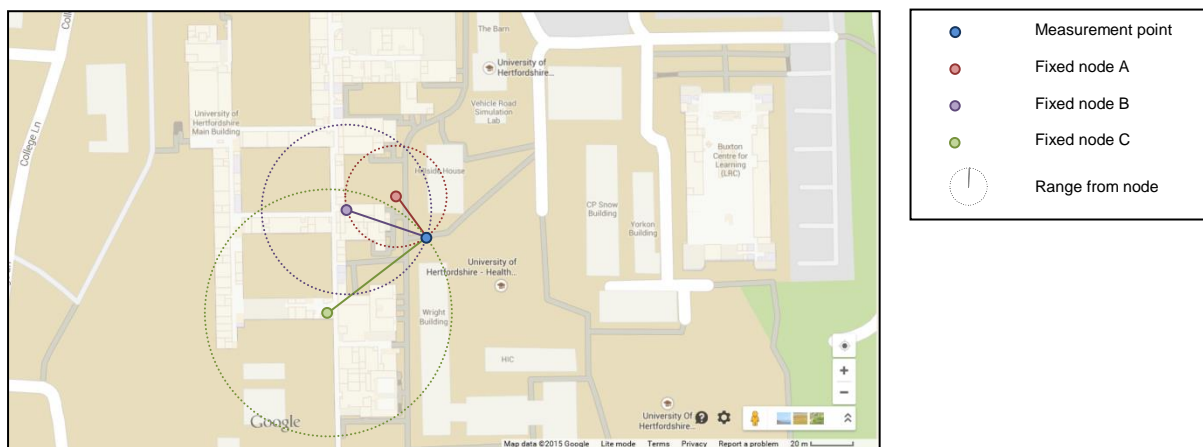 College Ln
The Barn
University of
Hertfordshire...
Vehicle Road
Simulation
Lab
University of
Hertfordshire
Main Building
Hillside House
Buxton
Centre for
Learning
(LRC)
CP Snow
Building
Yorkon
Building
University of
Hertfordshire - Health...
Wright
Building
HIC
Google
University Of
Hertfordshire...
+
−
Map data ©2015 Google Lite mode Terms Privacy Report a problem 20 m
Measurement point
Fixed node A
Fixed node B
Fixed node C
Range from node